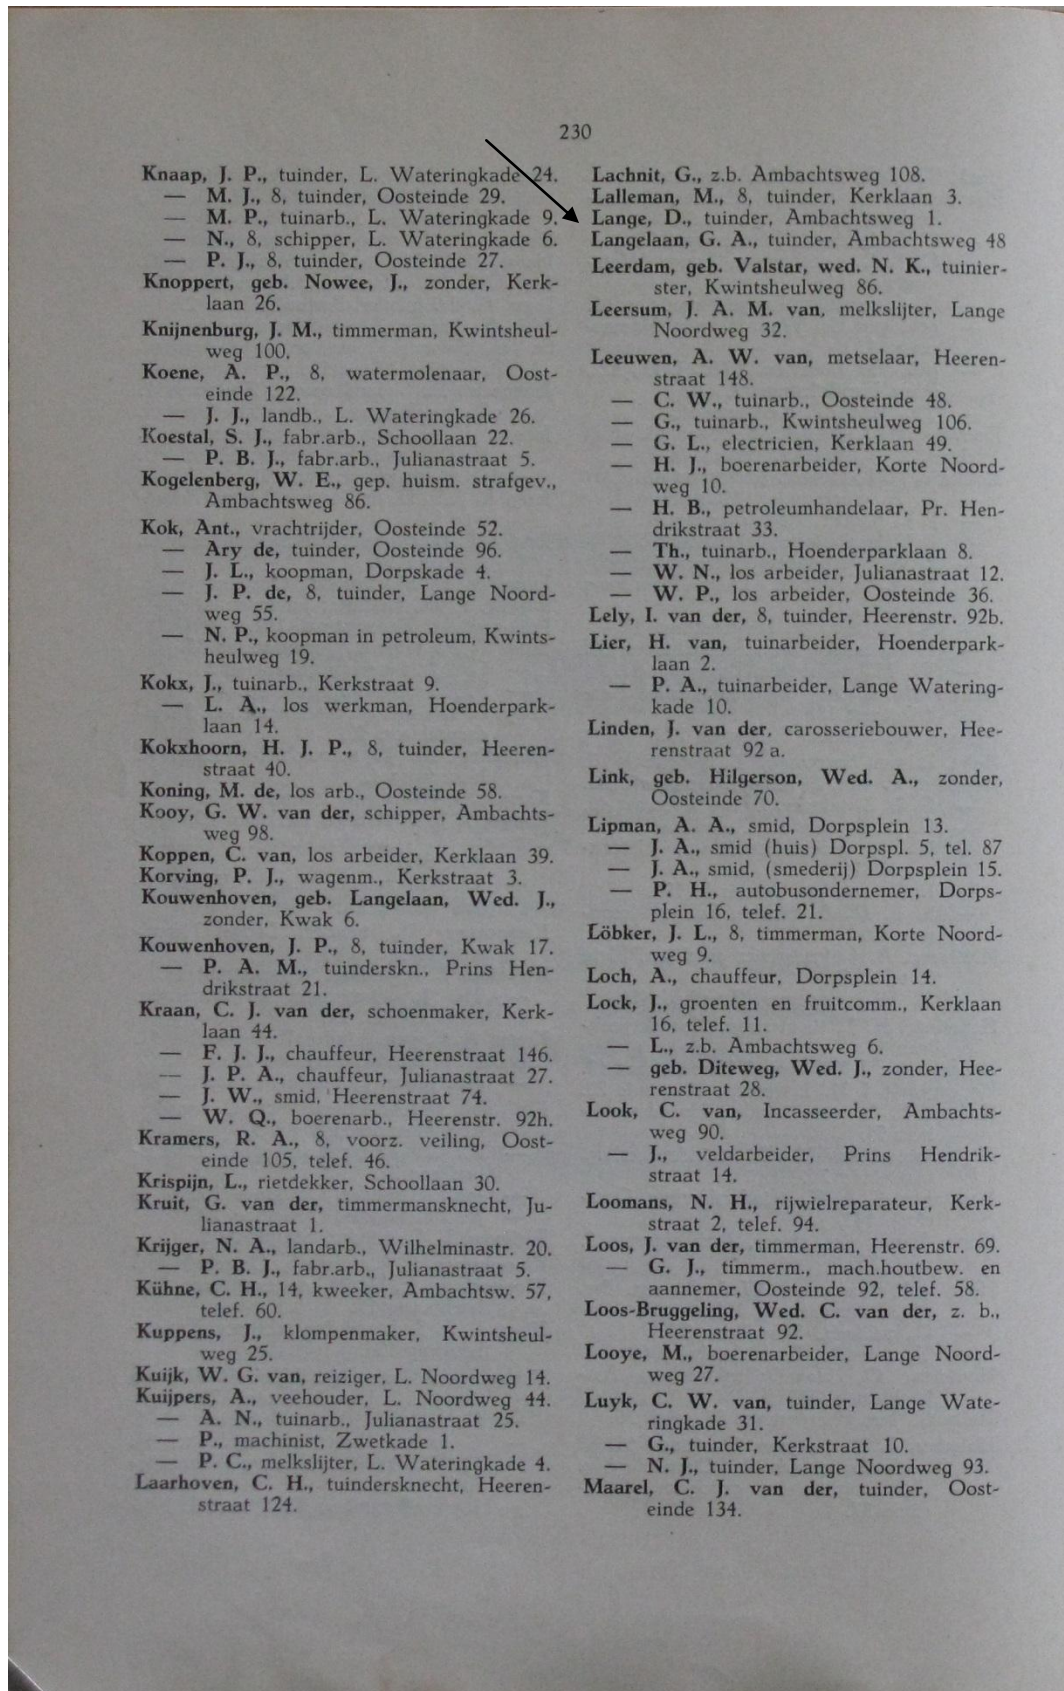 230
Knaap, J. P., tuinder, L. Wateringkade 24.
— M. J., 8, tuinder, Oosteinde 29.
— M. P., tuinarb., L. Wateringkade 9.
— N., 8, schipper, L. Wateringkade 6.
— P. J., 8, tuinder, Oosteinde 27.
Knoppert, geb. Nowee, J., zonder, Kerk-
laan 26.
Knijnenburg, J. M., timmerman, Kwintsheul-
weg 100.
Koene, A. P., 8, watermolenaar, Oost-
einde 122.
— J. J., landb., L. Wateringkade 26.
Koestal, S. J., fabr.arb., Schoollaan 22.
— P. B. J., fabr.arb., Julianastraat 5.
Kogelenberg, W. E., gep. huism. strafgev.,
Ambachtsweg 86.
Kok, Ant., vrachtrijder, Oosteinde 52.
— Ary de, tuinder, Oosteinde 96.
— J. L., koopman, Dorpskade 4.
— J. P. de, 8, tuinder, Lange Noord-
weg 55.
— N. P., koopman in petroleum, Kwints-
heulweg 19.
Kokx, J., tuinarb., Kerkstraat 9.
— L. A., los werkman, Hoenderpark-
laan 14.
Kokxhoorn, H. J. P., 8, tuinder, Heeren-
straat 40.
Koning, M. de, los arb., Oosteinde 58.
Kooy, G. W. van der, schipper, Ambachts-
weg 98.
Koppen, C. van, los arbeider, Kerklaan 39.
Korving, P. J., wagenm., Kerkstraat 3.
Kouwenhoven, geb. Langelaan, Wed. J.,
zonder, Kwak 6.
Kouwenhoven, J. P., 8, tuinder, Kwak 17.
— P. A. M., tuinderskn., Prins Hen-
drikstraat 21.
Kraan, C. J. van der, schoenmaker, Kerk-
laan 44.
— F. J. J., chauffeur, Heerenstraat 146.
— J. P. A., chauffeur, Julianastraat 27.
— J. W., smid, Heerenstraat 74.
— W. Q., boerenarb., Heerenstr. 92h.
Kramers, R. A., 8, voorz. veiling, Oost-
einde 105, telef. 46.
Krispijn, L., rietdekker, Schoollaan 30.
Kruit, G. van der, timmermansknecht, Ju-
lianastraat 1.
Krijger, N. A., landarb., Wilhelminastr. 20.
— P. B. J., fabr.arb., Julianastraat 5.
Kühne, C. H., 14, kweeker, Ambachtsw. 57,
telef. 60.
Kuppens, J., klompenmaker, Kwintsheul-
weg 25.
Kuijk, W. G. van, reiziger, L. Noordweg 14.
Kuijpers, A., veehouder, L. Noordweg 44.
— A. N., tuinarb., Julianastraat 25.
— P., machinist, Zwetkade 1.
— P. C., melkslijter, L. Wateringkade 4.
Laarhoven, C. H., tuindersknecht, Heeren-
straat 124.
Lachnit, G., z.b. Ambachtsweg 108.
Lalleman, M., 8, tuinder, Kerklaan 3.
Lange, D., tuinder, Ambachtsweg 1.
Langelaan, G. A., tuinder, Ambachtsweg 48
Leerdam, geb. Valstar, wed. N. K., tuinier-
ster, Kwintsheulweg 86.
Leersum, J. A. M. van, melkslijter, Lange
Noordweg 32.
Leeuwen, A. W. van, metselaar, Heeren-
straat 148.
— C. W., tuinarb., Oosteinde 48.
— G., tuinarb., Kwintsheulweg 106.
— G. L., electricien, Kerklaan 49.
— H. J., boerenarbeider, Korte Noord-
weg 10.
— H. B., petroleumhandelaar, Pr. Hen-
drikstraat 33.
— Th., tuinarb., Hoenderparklaan 8.
— W. N., los arbeider, Julianastraat 12.
— W. P., los arbeider, Oosteinde 36.
Lely, I. van der, 8, tuinder, Heerenstr. 92b.
Lier, H. van, tuinarbeider, Hoenderpark-
laan 2.
— P. A., tuinarbeider, Lange Watering-
kade 10.
Linden, J. van der, carosseriebouwer, Hee-
renstraat 92 a.
Link, geb. Hilgerson, Wed. A., zonder,
Oosteinde 70.
Lipman, A. A., smid, Dorpsplein 13.
— J. A., smid (huis) Dorpspl. 5, tel. 87
— J. A., smid, (smederij) Dorpsplein 15.
— P. H., autobusondernemer, Dorps-
plein 16, telef. 21.
Löbker, J. L., 8, timmerman, Korte Noord-
weg 9.
Loch, A., chauffeur, Dorpsplein 14.
Lock, J., groenten en fruitcomm., Kerklaan
16, telef. 11.
— L., z.b. Ambachtsweg 6.
— geb. Diteweg, Wed. J., zonder, Hee-
renstraat 28.
Look, C. van, Incasseerder, Ambachts-
weg 90.
— J., veldarbeider, Prins Hendrik-
straat 14.
Loomans, N. H., rijwielreparateur, Kerk-
straat 2, telef. 94.
Loos, J. van der, timmerman, Heerenstr. 69.
— G. J., timmerm., mach.houtbew. en
aannemer, Oosteinde 92, telef. 58.
Loos-Bruggeling, Wed. C. van der, z. b.,
Heerenstraat 92.
Looye, M., boerenarbeider, Lange Noord-
weg 27.
Luyk, C. W. van, tuinder, Lange Wate-
ringkade 31.
— G., tuinder, Kerkstraat 10.
— N. J., tuinder, Lange Noordweg 93.
Maarel, C. J. van der, tuinder, Oost-
einde 134.